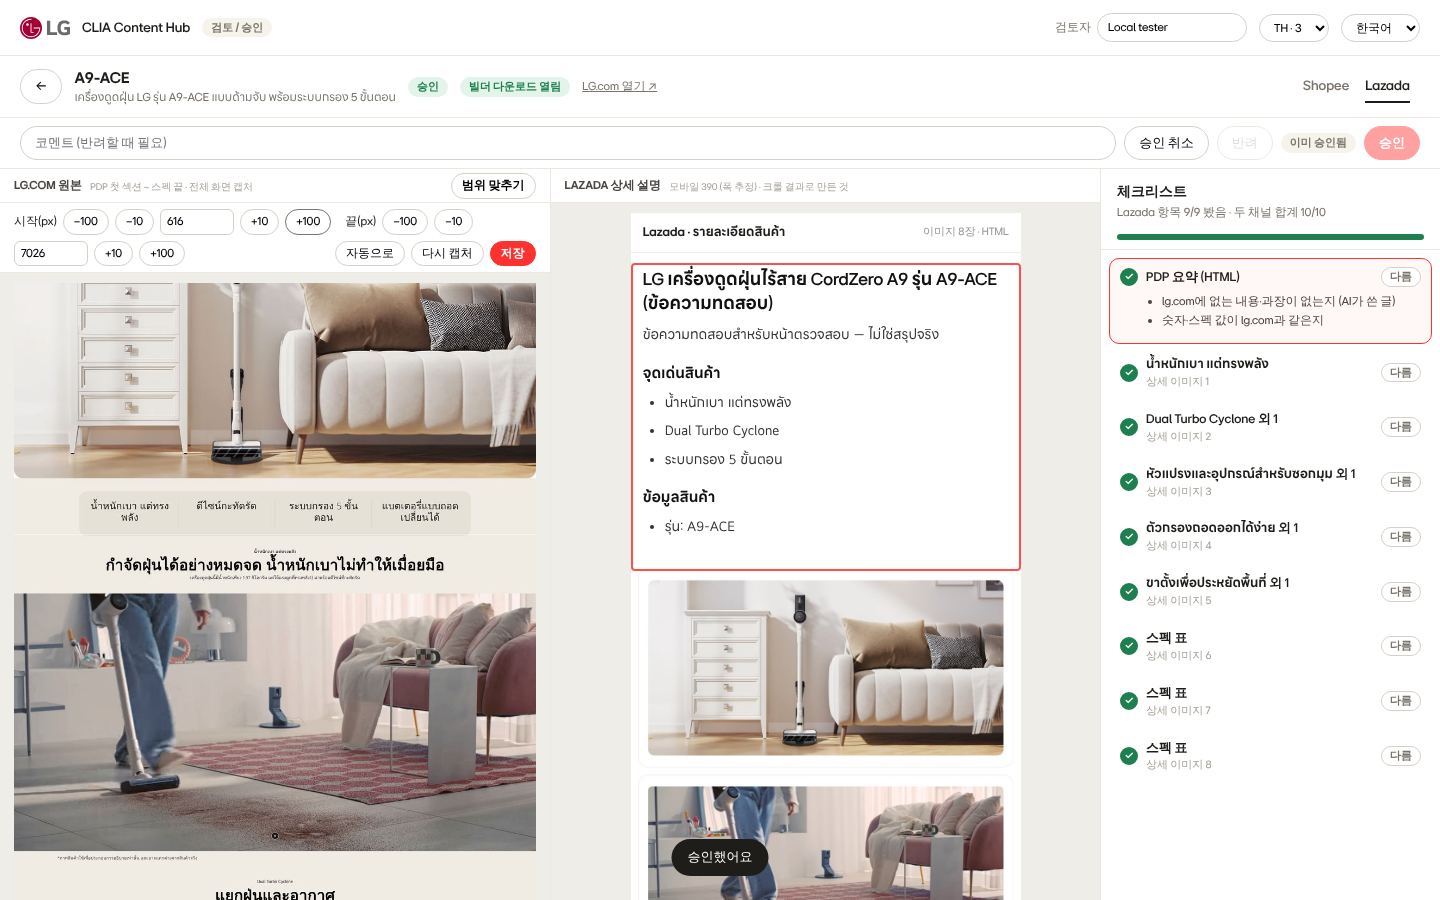 LG CLIA Content Hub 검토 / 승인
검토자 Local tester TH · 3 한국어
← A9-ACE
เครื่องดูดฝุ่น LG รุ่น A9-ACE แบบด้ามจับ พร้อมระบบกรอง 5 ขั้นตอน
승인 빌더 다운로드 열림 LG.com 열기 ↗
Shopee Lazada
코멘트 (반려할 때 필요) 승인 취소 반려 이미 승인됨 승인
LG.COM 원본 PDP 첫 섹션 ~ 스펙 끝 · 전체 화면 캡처 범위 맞추기
시작(px) −100 −10 616 +10 +100 끝(px) −100 −10
7026 +10 +100 자동으로 다시 캡처 저장
น้ำหนักเบา แต่ทรงพลัง
ดีไซน์กะทัดรัด
ระบบกรอง 5 ขั้นตอน
แบตเตอรี่แบบถอดเปลี่ยนได้
น้ำหนักเบา แต่ทรงพลัง
กำจัดฝุ่นได้อย่างหมดจด น้ำหนักเบาไม่ทำให้เมื่อยมือ
Dual Turbo Cyclone
แยกฝุ่นและอากาศ
LAZADA 상세 설명 모바일 390 (폭 추정) · 크롤 결과로 만든 것
Lazada · รายละเอียดสินค้า 이미지 8장 · HTML
LG เครื่องดูดฝุ่นไร้สาย CordZero A9 รุ่น A9-ACE
(ข้อความทดสอบ)
ข้อความทดสอบสำหรับหน้าตรวจสอบ — ไม่ใช่สรุปจริง
จุดเด่นสินค้า
• น้ำหนักเบา แต่ทรงพลัง
• Dual Turbo Cyclone
• ระบบกรอง 5 ขั้นตอน
ข้อมูลสินค้า
• รุ่น: A9-ACE
승인했어요
체크리스트
Lazada 항목 9/9 봤음 · 두 채널 합계 10/10
PDP 요약 (HTML) 다름
• lg.com에 없는 내용·과장이 없는지 (AI가 쓴 글)
• 숫자·스펙 값이 lg.com과 같은지
น้ำหนักเบา แต่ทรงพลัง 다름
상세 이미지 1
Dual Turbo Cyclone 외 1 다름
상세 이미지 2
หัวแปรงและอุปกรณ์สำหรับซอกมุม 외 1 다름
상세 이미지 3
ตัวกรองถอดออกได้ง่าย 외 1 다름
상세 이미지 4
ขาตั้งเพื่อประหยัดพื้นที่ 외 1 다름
상세 이미지 5
스펙 표 다름
상세 이미지 6
스펙 표 다름
상세 이미지 7
스펙 표 다름
상세 이미지 8